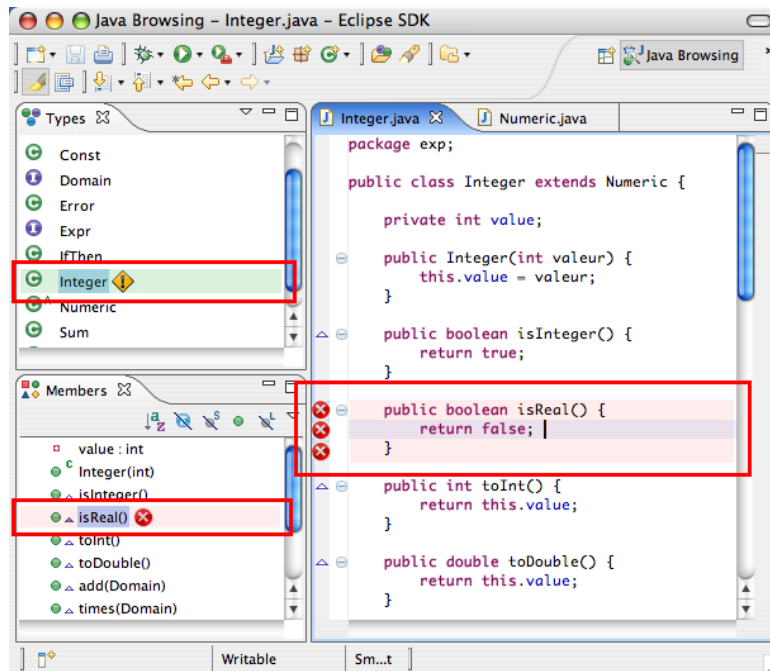 Java Browsing – Integer.java – Eclipse SDK
Java Browsing
Types
Const
Domain
Error
Expr
IfThen
Integer
Numeric
Sum
Members
value : int
Integer(int)
isInteger()
isReal()
toInt()
toDouble()
add(Domain)
times(Domain)
Integer.java
Numeric.java
package exp;
public class Integer extends Numeric {
private int value;
public Integer(int valeur) {
this.value = valeur;
}
public boolean isInteger() {
return true;
}
public boolean isReal() {
return false;
}
public int toInt() {
return this.value;
}
public double toDouble() {
return this.value;
}
Writable
Sm...t